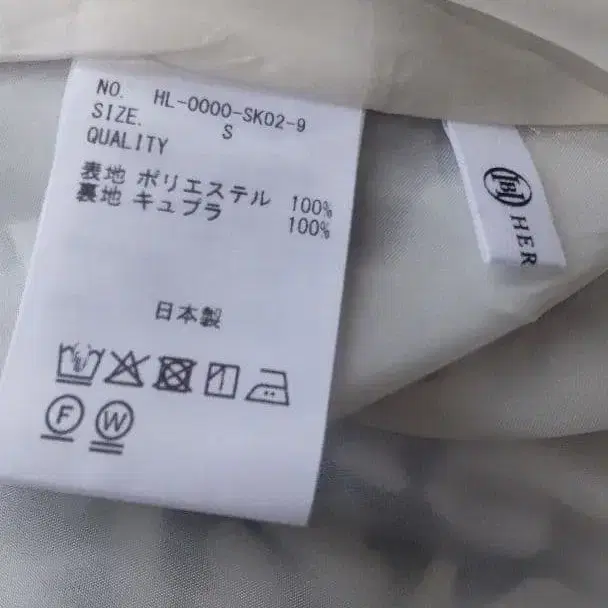 NO. HL-0000-SK02-9
SIZE. S
QUALITY
表地 ポリエステル 100%
裏地 キュプラ 100%
日本製
F
W
HER